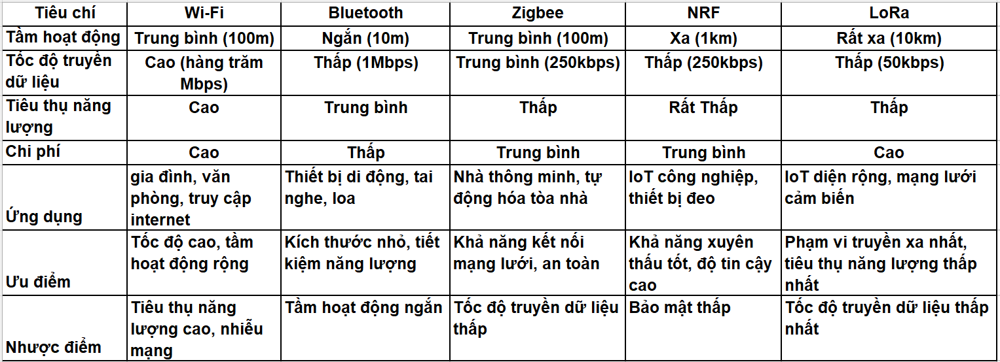 Tiêu chí Wi-Fi Bluetooth Zigbee NRF LoRa
Tầm hoạt động Trung bình (100m) Ngắn (10m) Trung bình (100m) Xa (1km) Rất xa (10km)
Tốc độ truyền Cao (hàng trăm Thấp (1Mbps) Trung bình (250kbps) Thấp (250kbps) Thấp (50kbps)
dữ liệu Mbps)
Tiêu thụ năng Cao Trung bình Thấp Rất Thấp Thấp
lượng
Chi phí Cao Thấp Trung bình Trung bình Cao
gia đình, văn Thiết bị di động, tai Nhà thông minh, tự IoT công nghiệp, IoT diện rộng, mạng lưới
phòng, truy cập nghe, loa động hóa tòa nhà thiết bị đeo cảm biến
Ứng dụng internet
Tốc độ cao, tầm Kích thước nhỏ, tiết Khả năng kết nối Khả năng xuyên Phạm vi truyền xa nhất,
hoạt động rộng kiệm năng lượng mạng lưới, an toàn thấu tốt, độ tin cậy tiêu thụ năng lượng thấp
Ưu điểm cao nhất
Tiêu thụ năng Tầm hoạt động ngắn Tốc độ truyền dữ liệu Bảo mật thấp Tốc độ truyền dữ liệu thấp
lượng cao, nhiễu thấp nhất
Nhược điểm mạng